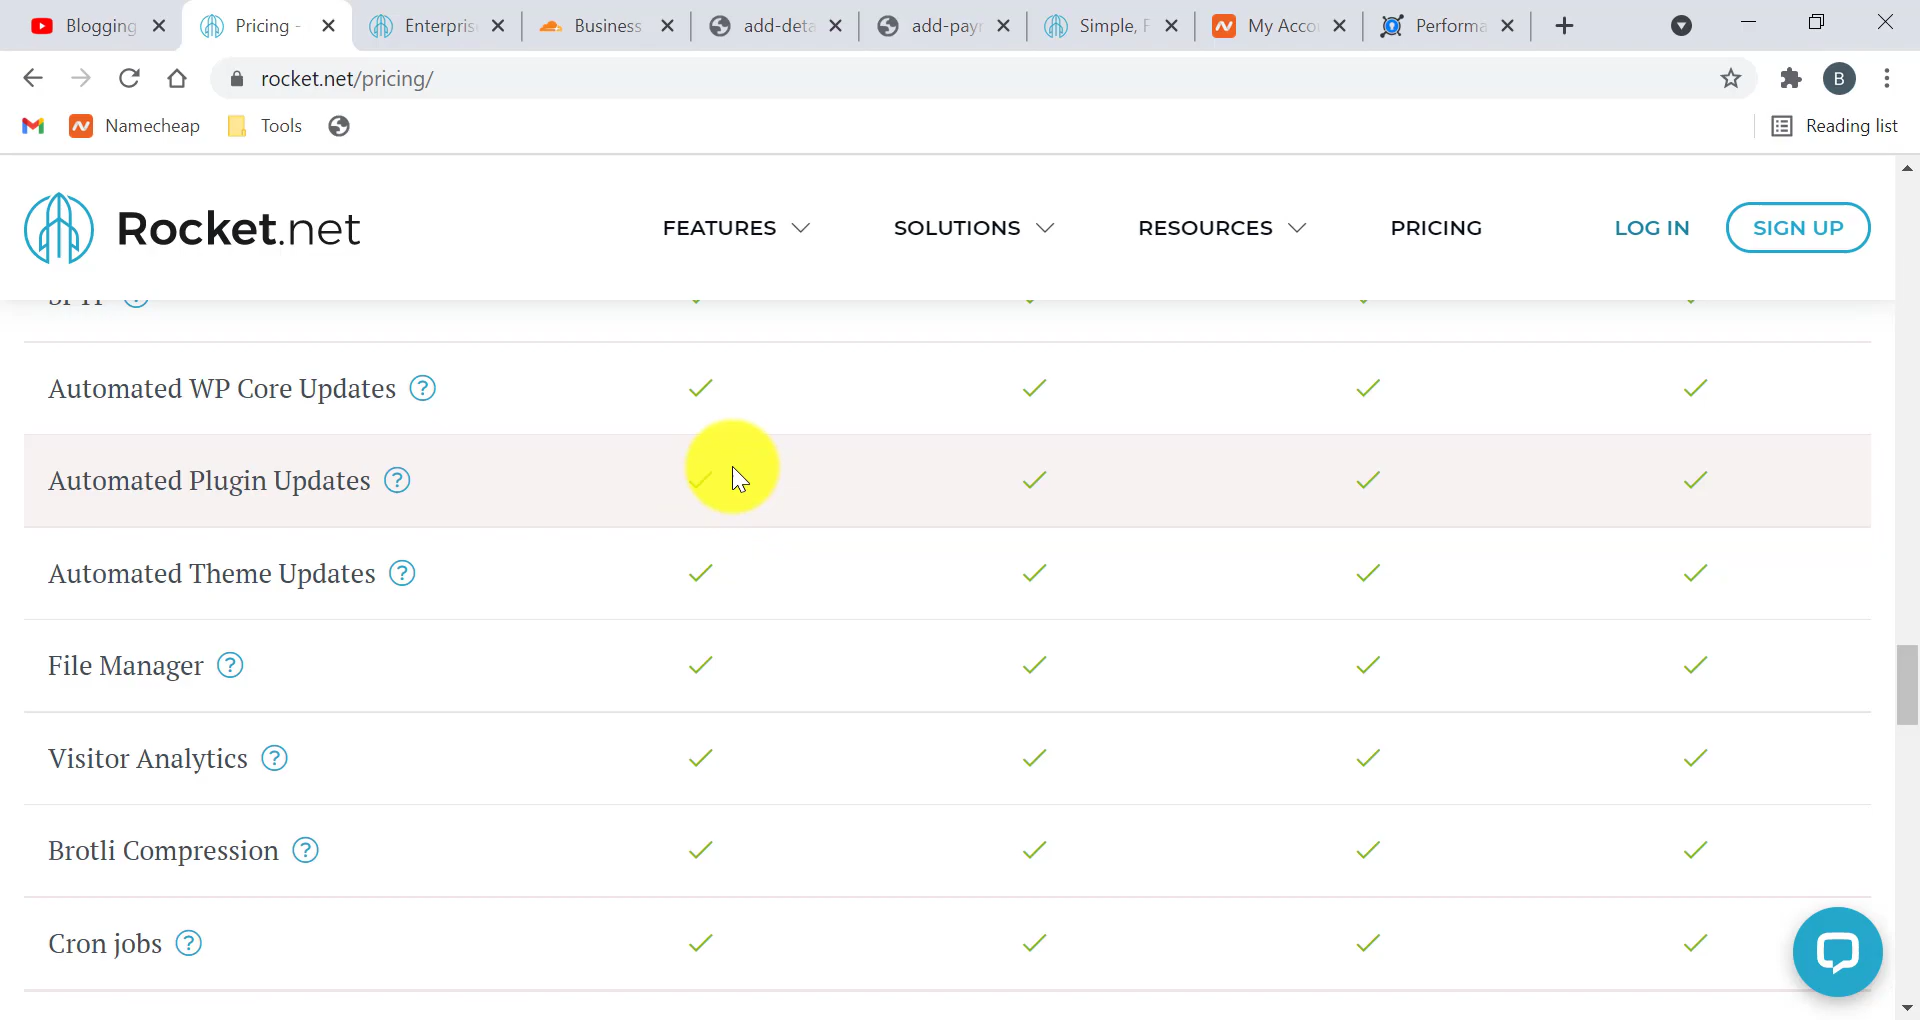 Blogging
Pricing -
Enterpris
Business
add-deta
add-payr
Simple, F
My Acco
Performa
rocket.net/pricing/
B
Namecheap
Tools
Reading list
Rocket.net
FEATURES
SOLUTIONS
RESOURCES
PRICING
LOG IN
SIGN UP
Automated WP Core Updates ?
Automated Plugin Updates ?
Automated Theme Updates ?
File Manager ?
Visitor Analytics ?
Brotli Compression ?
Cron jobs ?